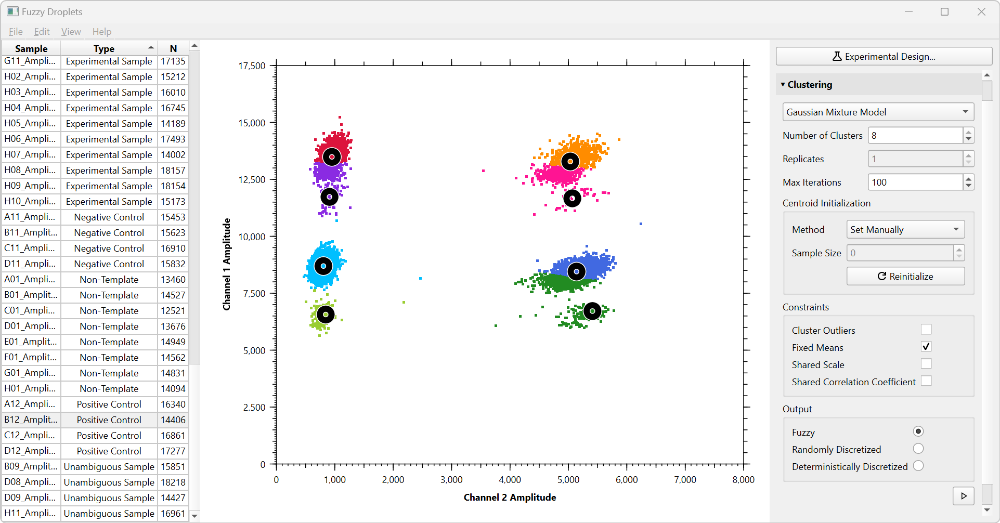 Fuzzy Droplets
File Edit View Help
Sample Type N
G11_Ampli... Experimental Sample 17135
H02_Ampli... Experimental Sample 15212
H03_Ampli... Experimental Sample 16010
H04_Ampli... Experimental Sample 16745
H05_Ampli... Experimental Sample 14189
H06_Ampli... Experimental Sample 17493
H07_Ampli... Experimental Sample 14002
H08_Ampli... Experimental Sample 18157
H09_Ampli... Experimental Sample 18154
H10_Ampli... Experimental Sample 15173
A11_Ampli... Negative Control 15453
B11_Amplit... Negative Control 15623
C11_Ampli... Negative Control 16910
D11_Ampli... Negative Control 15832
A01_Ampli... Non-Template 13460
B01_Ampli... Non-Template 14527
C01_Ampli... Non-Template 12521
D01_Ampli... Non-Template 13676
E01_Amplit... Non-Template 14949
F01_Amplit... Non-Template 14562
G01_Ampli... Non-Template 14831
H01_Ampli... Non-Template 14094
A12_Ampli... Positive Control 16340
B12_Amplit... Positive Control 14406
C12_Ampli... Positive Control 16861
D12_Ampli... Positive Control 17277
B09_Amplit... Unambiguous Sample 15851
D08_Ampli... Unambiguous Sample 18218
D09_Ampli... Unambiguous Sample 14427
H11_Ampli... Unambiguous Sample 16961
17,500
15,000
12,500
10,000
7,500
5,000
2,500
0
Channel 1 Amplitude
0 1,000 2,000 3,000 4,000 5,000 6,000 7,000 8,000
Channel 2 Amplitude
Experimental Design...
Clustering
Gaussian Mixture Model
Number of Clusters 8
Replicates 1
Max Iterations 100
Centroid Initialization
Method Set Manually
Sample Size 0
Reinitialize
Constraints
Cluster Outliers
Fixed Means
Shared Scale
Shared Correlation Coefficient
Output
Fuzzy
Randomly Discretized
Deterministically Discretized